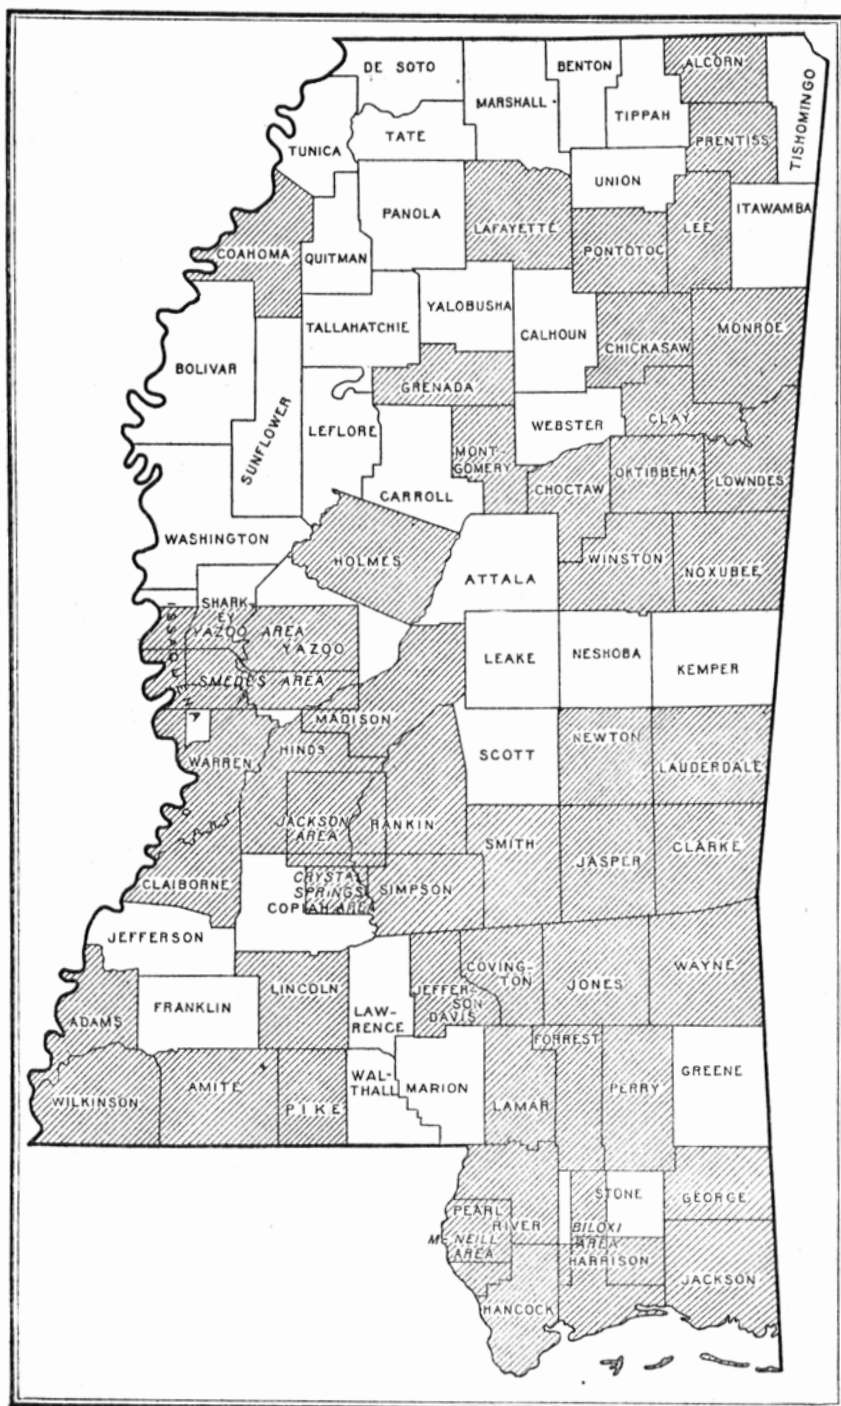 DE SOTO
BENTON
ALCORN
MARSHALL
TIPPAH
TISHOMINGO
TUNICA
TATE
PRENTISS
UNION
PANOLA
LAFAYETTE
PONTOTOC
LEE
ITAWAMBA
COAHOMA
QUITMAN
YALOBUSHA
TALLAHATCHIE
CALHOUN
CHICKASAW
MONROE
BOLIVAR
GRENADA
SUNFLOWER
LEFLORE
WEBSTER
CLAY
MONT-
GOMERY
CARROLL
CHOCTAW
OKTIBBEHA
LOWNDES
WASHINGTON
HOLMES
ATTALA
WINSTON
NOXUBEE
SHARK-
EY
ISSAQUENA
YAZOO AREA
YAZOO
SMEDES AREA
LEAKE
NESHOBA
KEMPER
MADISON
WARREN
HINDS
SCOTT
NEWTON
LAUDERDALE
JACKSON
AREA
RANKIN
SMITH
JASPER
CLARKE
CLAIBORNE
CRYSTAL
SPRINGS
AREA
COPIAH
SIMPSON
JEFFERSON
COVING-
TON
JONES
WAYNE
LINCOLN
JEFFER-
SON
DAVIS
FRANKLIN
LAW-
RENCE
ADAMS
FORREST
WILKINSON
AMITE
PIKE
WAL-
THALL
MARION
LAMAR
PERRY
GREENE
STONE
GEORGE
PEARL
RIVER
McNEILL
AREA
BILOXI
AREA
HARRISON
HANCOCK
JACKSON